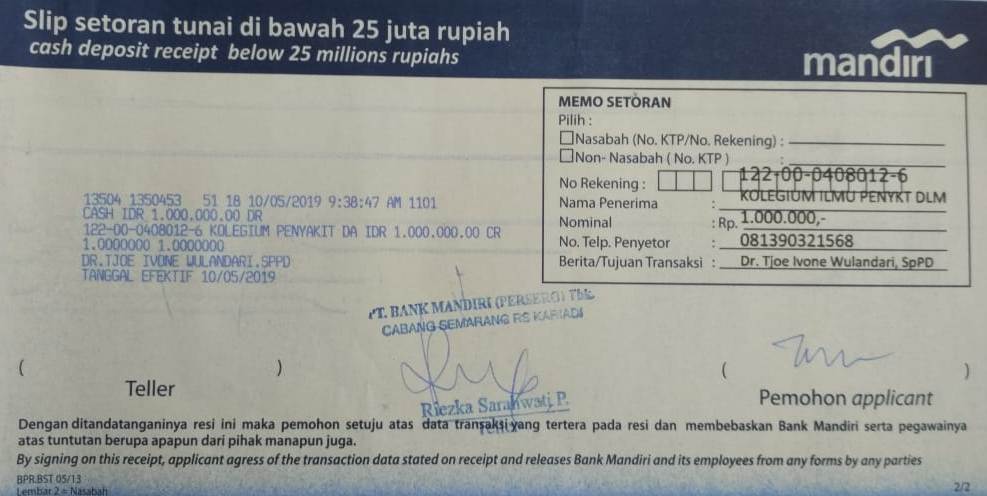 Slip setoran tunai di bawah 25 juta rupiah
cash deposit receipt below 25 millions rupiahs
mandiri
MEMO SETORAN
Pilih :
Nasabah (No. KTP/No. Rekening) :
Non- Nasabah ( No. KTP ) :
No Rekening : 122-00-0408012-6
Nama Penerima : KOLEGIUM ILMU PENYKT DLM
Nominal : Rp. 1.000.000,-
No. Telp. Penyetor : 081390321568
Berita/Tujuan Transaksi : Dr. Tjoe Ivone Wulandari, SpPD
13504 1350453 51 18 10/05/2019 9:38:47 AM 1101
CASH IDR 1.000.000.00 DR
122-00-0408012-6 KOLEGIUM PENYAKIT DA IDR 1.000.000.00 CR
1.0000000 1.0000000
DR.TJOE IVONE WULANDARI.SPPD
TANGGAL EFEKTIF 10/05/2019
PT. BANK MANDIRI (PERSERO) Tbk
CABANG SEMARANG RS KARIADI
( )
Teller
Riezka Saraswati P.
Teller
( )
Pemohon applicant
Dengan ditandatanganinya resi ini maka pemohon setuju atas data transaksi yang tertera pada resi dan membebaskan Bank Mandiri serta pegawainya
atas tuntutan berupa apapun dari pihak manapun juga.
By signing on this receipt, applicant agress of the transaction data stated on receipt and releases Bank Mandiri and its employees from any forms by any parties
BPR.BST 05/13
Lembar 2 = Nasabah
2/2